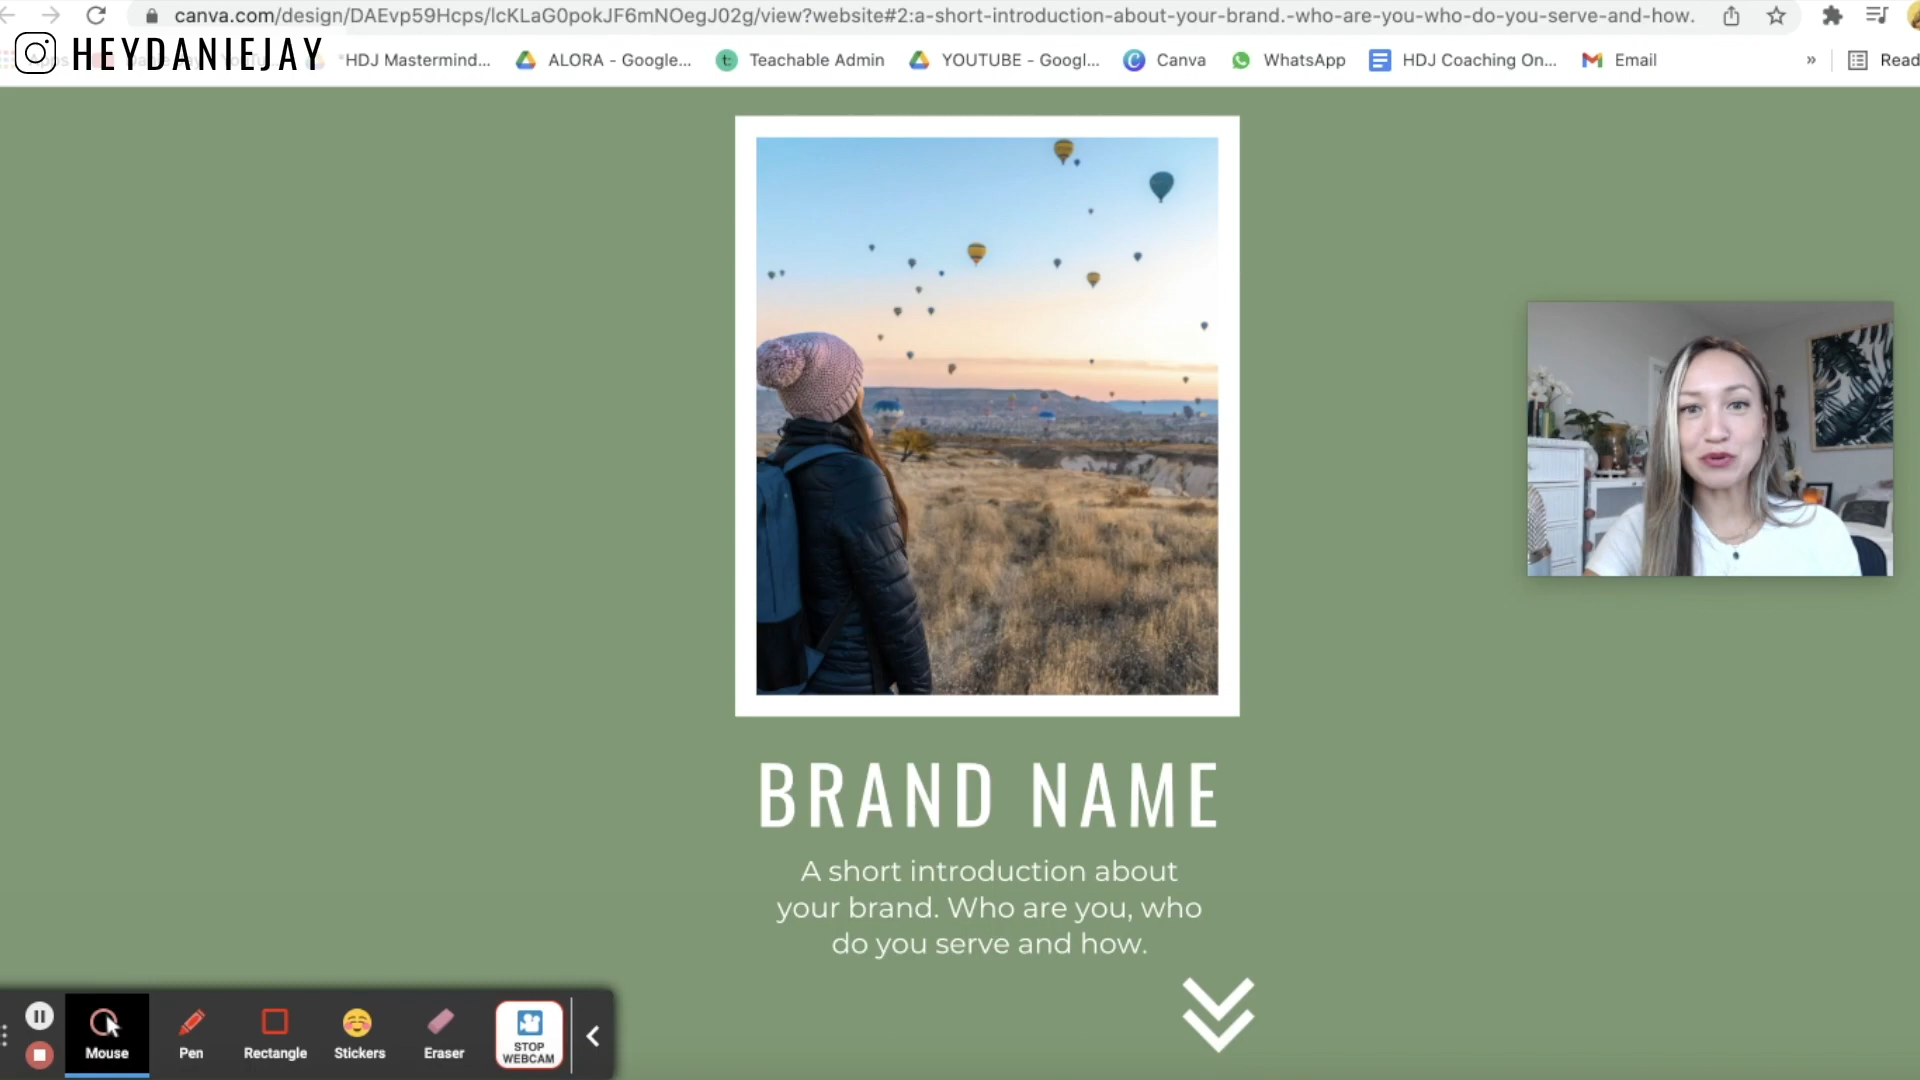 canva.com/design/DAEvp59Hcps/lcKLaG0pokJF6mNOegJ02g/view?website#2:a-short-introduction-about-your-brand.-who-are-you-who-do-you-serve-and-how.
HEYDANIEJAY
*HDJ Mastermind...
ALORA - Google...
Teachable Admin
YOUTUBE - Googl...
Canva
WhatsApp
HDJ Coaching On...
Email
»
Read
BRAND NAME
A short introduction about
your brand. Who are you, who
do you serve and how.
Mouse
Pen
Rectangle
Stickers
Eraser
STOP
WEBCAM